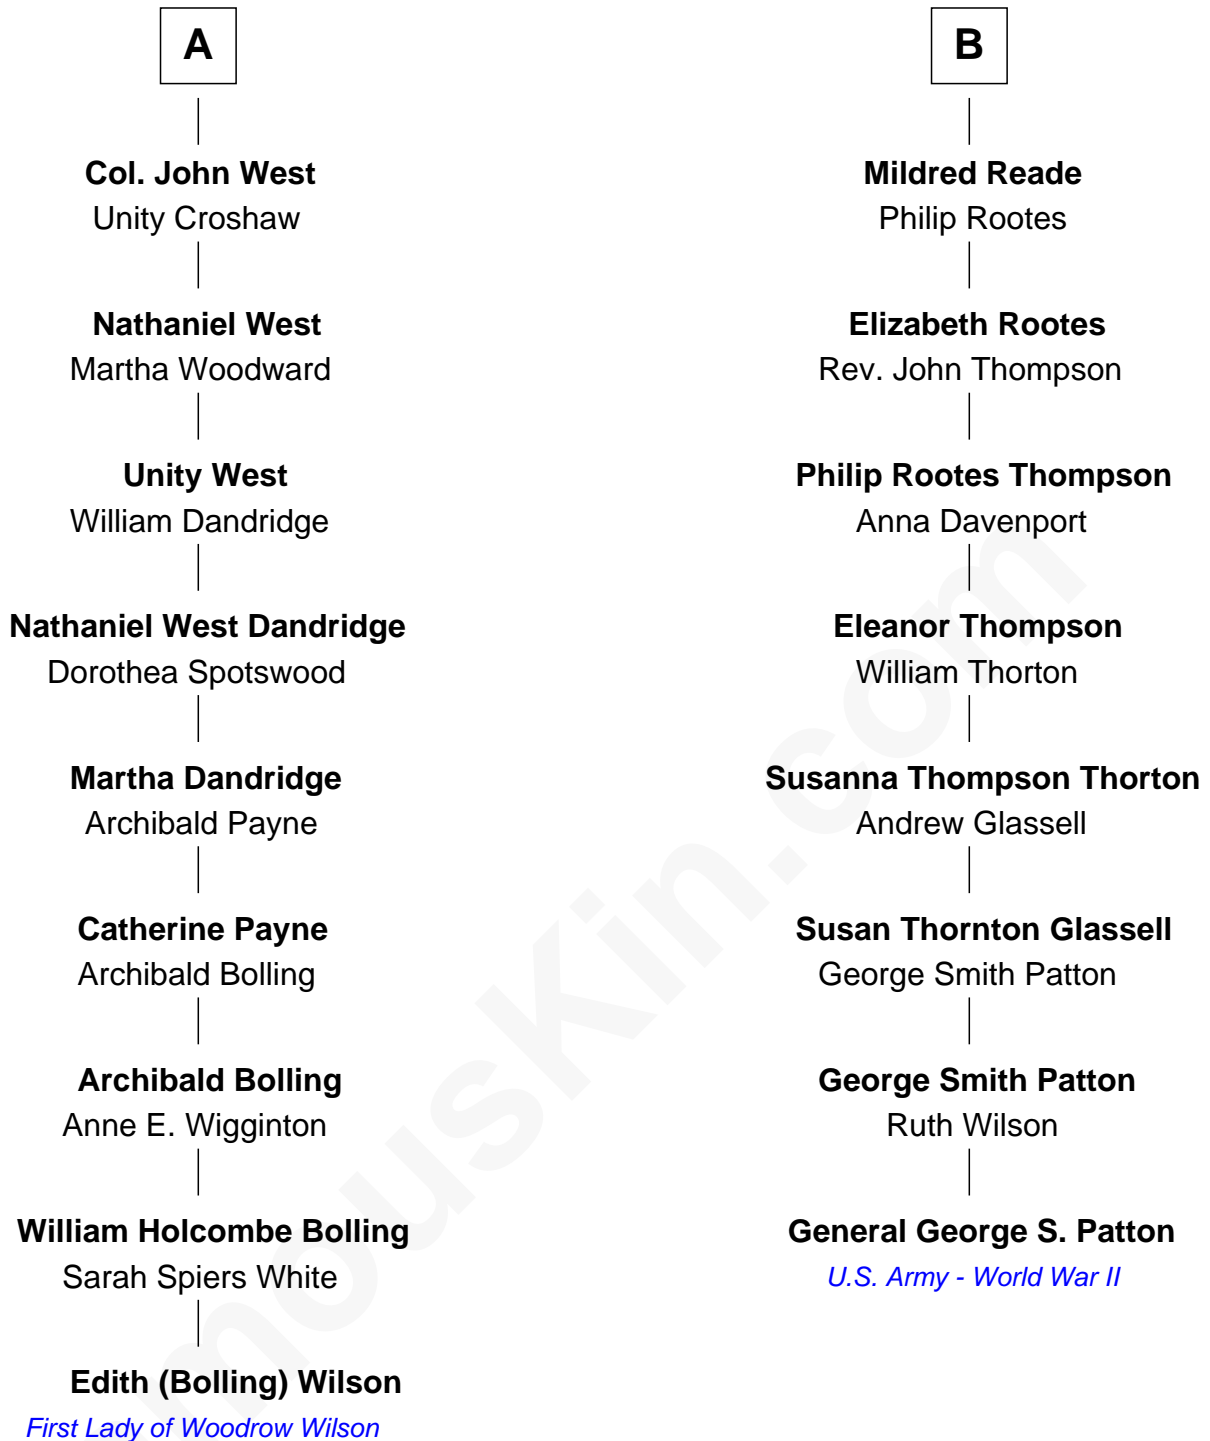 A
Col. John West
Unity Croshaw
Nathaniel West
Martha Woodward
Unity West
William Dandridge
Nathaniel West Dandridge
Dorothea Spotswood
Martha Dandridge
Archibald Payne
Catherine Payne
Archibald Bolling
Archibald Bolling
Anne E. Wigginton
William Holcombe Bolling
Sarah Spiers White
Edith (Bolling) Wilson
First Lady of Woodrow Wilson
B
Mildred Reade
Philip Rootes
Elizabeth Rootes
Rev. John Thompson
Philip Rootes Thompson
Anna Davenport
Eleanor Thompson
William Thorton
Susanna Thompson Thorton
Andrew Glassell
Susan Thornton Glassell
George Smith Patton
George Smith Patton
Ruth Wilson
General George S. Patton
U.S. Army - World War II
mousKin.com